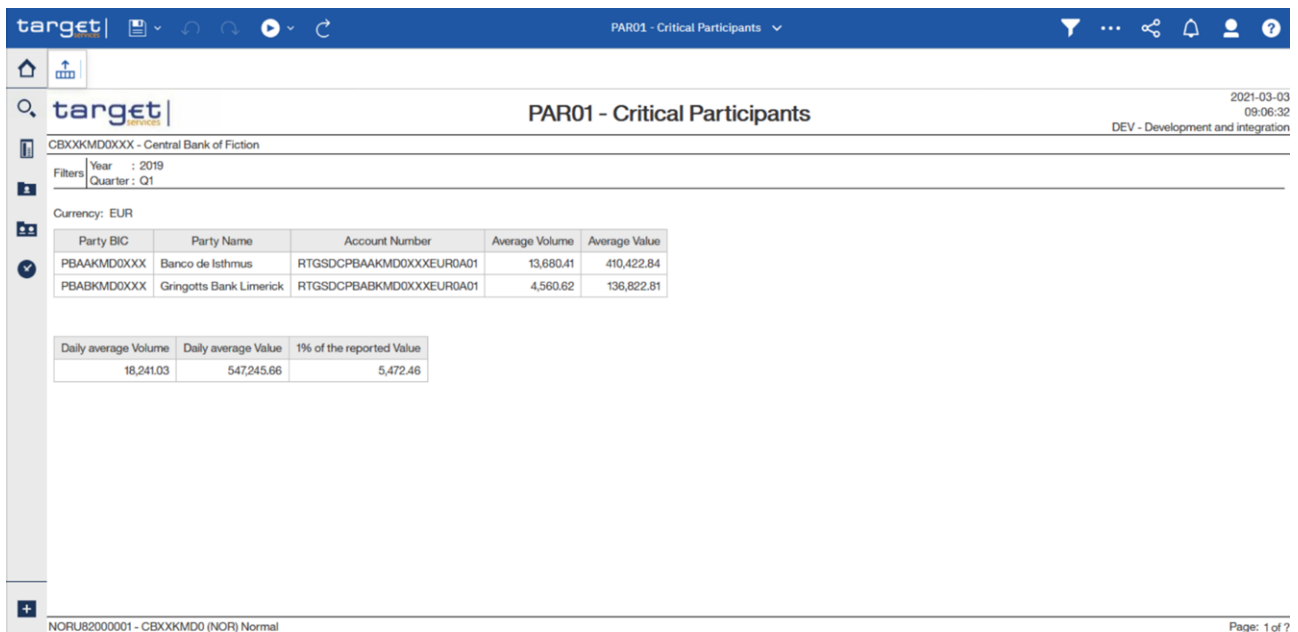 target
services
PAR01 - Critical Participants
target
services
PAR01 - Critical Participants
2021-03-03
09:06:32
DEV - Development and integration
CBXXKMD0XXX - Central Bank of Fiction
Filters
Year : 2019
Quarter : Q1
Currency: EUR
Party BIC Party Name Account Number Average Volume Average Value
PBAAKMD0XXX Banco de Isthmus RTGSDCPBAAKMD0XXXEUR0A01 13,680.41 410,422.84
PBABKMD0XXX Gringotts Bank Limerick RTGSDCPBABKMD0XXXEUR0A01 4,560.62 136,822.81
Daily average Volume Daily average Value 1% of the reported Value
18,241.03 547,245.66 5,472.46
NORU82000001 - CBXXKMD0 (NOR) Normal
Page: 1 of ?